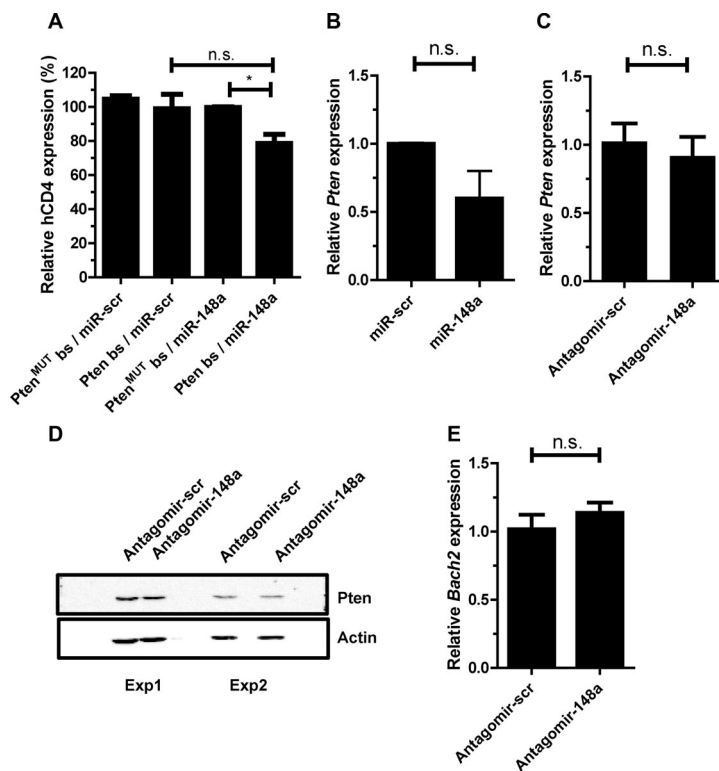 A
n.s.
*
Relative hCD4 expression (%)
120
100
80
60
40
20
0
Pten^MUT bs / miR-scr
Pten bs / miR-scr
Pten^MUT bs / miR-148a
Pten bs / miR-148a
B
n.s.
Relative Pten expression
1.5
1.0
0.5
0.0
miR-scr
miR-148a
C
n.s.
Relative Pten expression
1.5
1.0
0.5
0.0
Antagomir-scr
Antagomir-148a
D
Antagomir-scr
Antagomir-148a
Antagomir-scr
Antagomir-148a
Pten
Actin
Exp1
Exp2
E
n.s.
Relative Bach2 expression
1.5
1.0
0.5
0.0
Antagomir-scr
Antagomir-148a